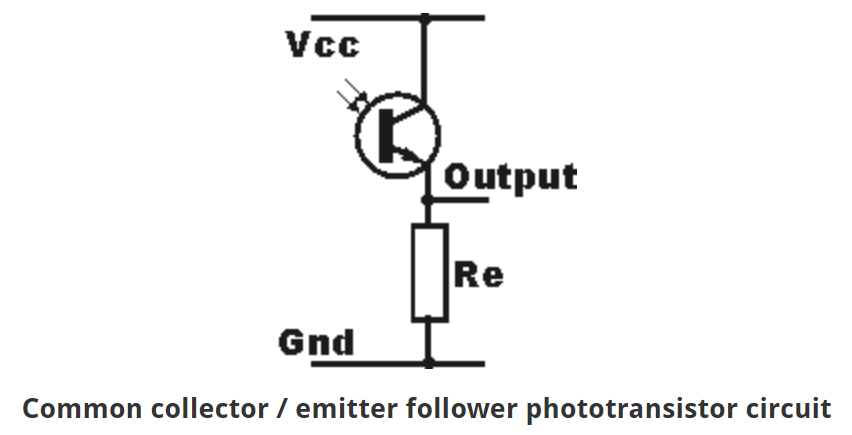 Vcc
Output
Re
Gnd
Common collector / emitter follower phototransistor circuit